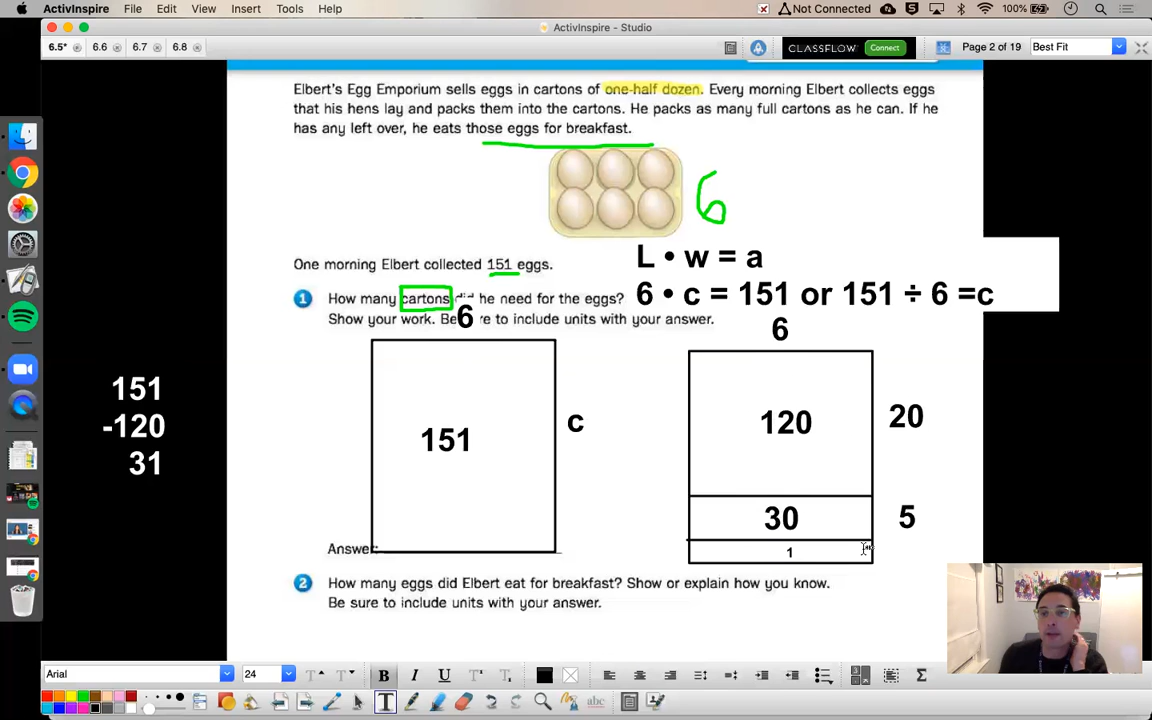 ActivInspire File Edit View Insert Tools Help Not Connected 100%
ActivInspire - Studio
6.5* 6.6 6.7 6.8 CLASSFLOW Connect Page 2 of 19 Best Fit
Elbert's Egg Emporium sells eggs in cartons of one-half dozen. Every morning Elbert collects eggs
that his hens lay and packs them into the cartons. He packs as many full cartons as he can. If he
has any left over, he eats those eggs for breakfast.
6
One morning Elbert collected 151 eggs.
L • w = a
6 • c = 151 or 151 ÷ 6 =c
1 How many cartons did he need for the eggs?
Show your work. Be sure to include units with your answer.
6
6
151
-120
31
151
c
120
20
30
5
1
Answer:
2 How many eggs did Elbert eat for breakfast? Show or explain how you know.
Be sure to include units with your answer.
Arial 24 B I U
abc